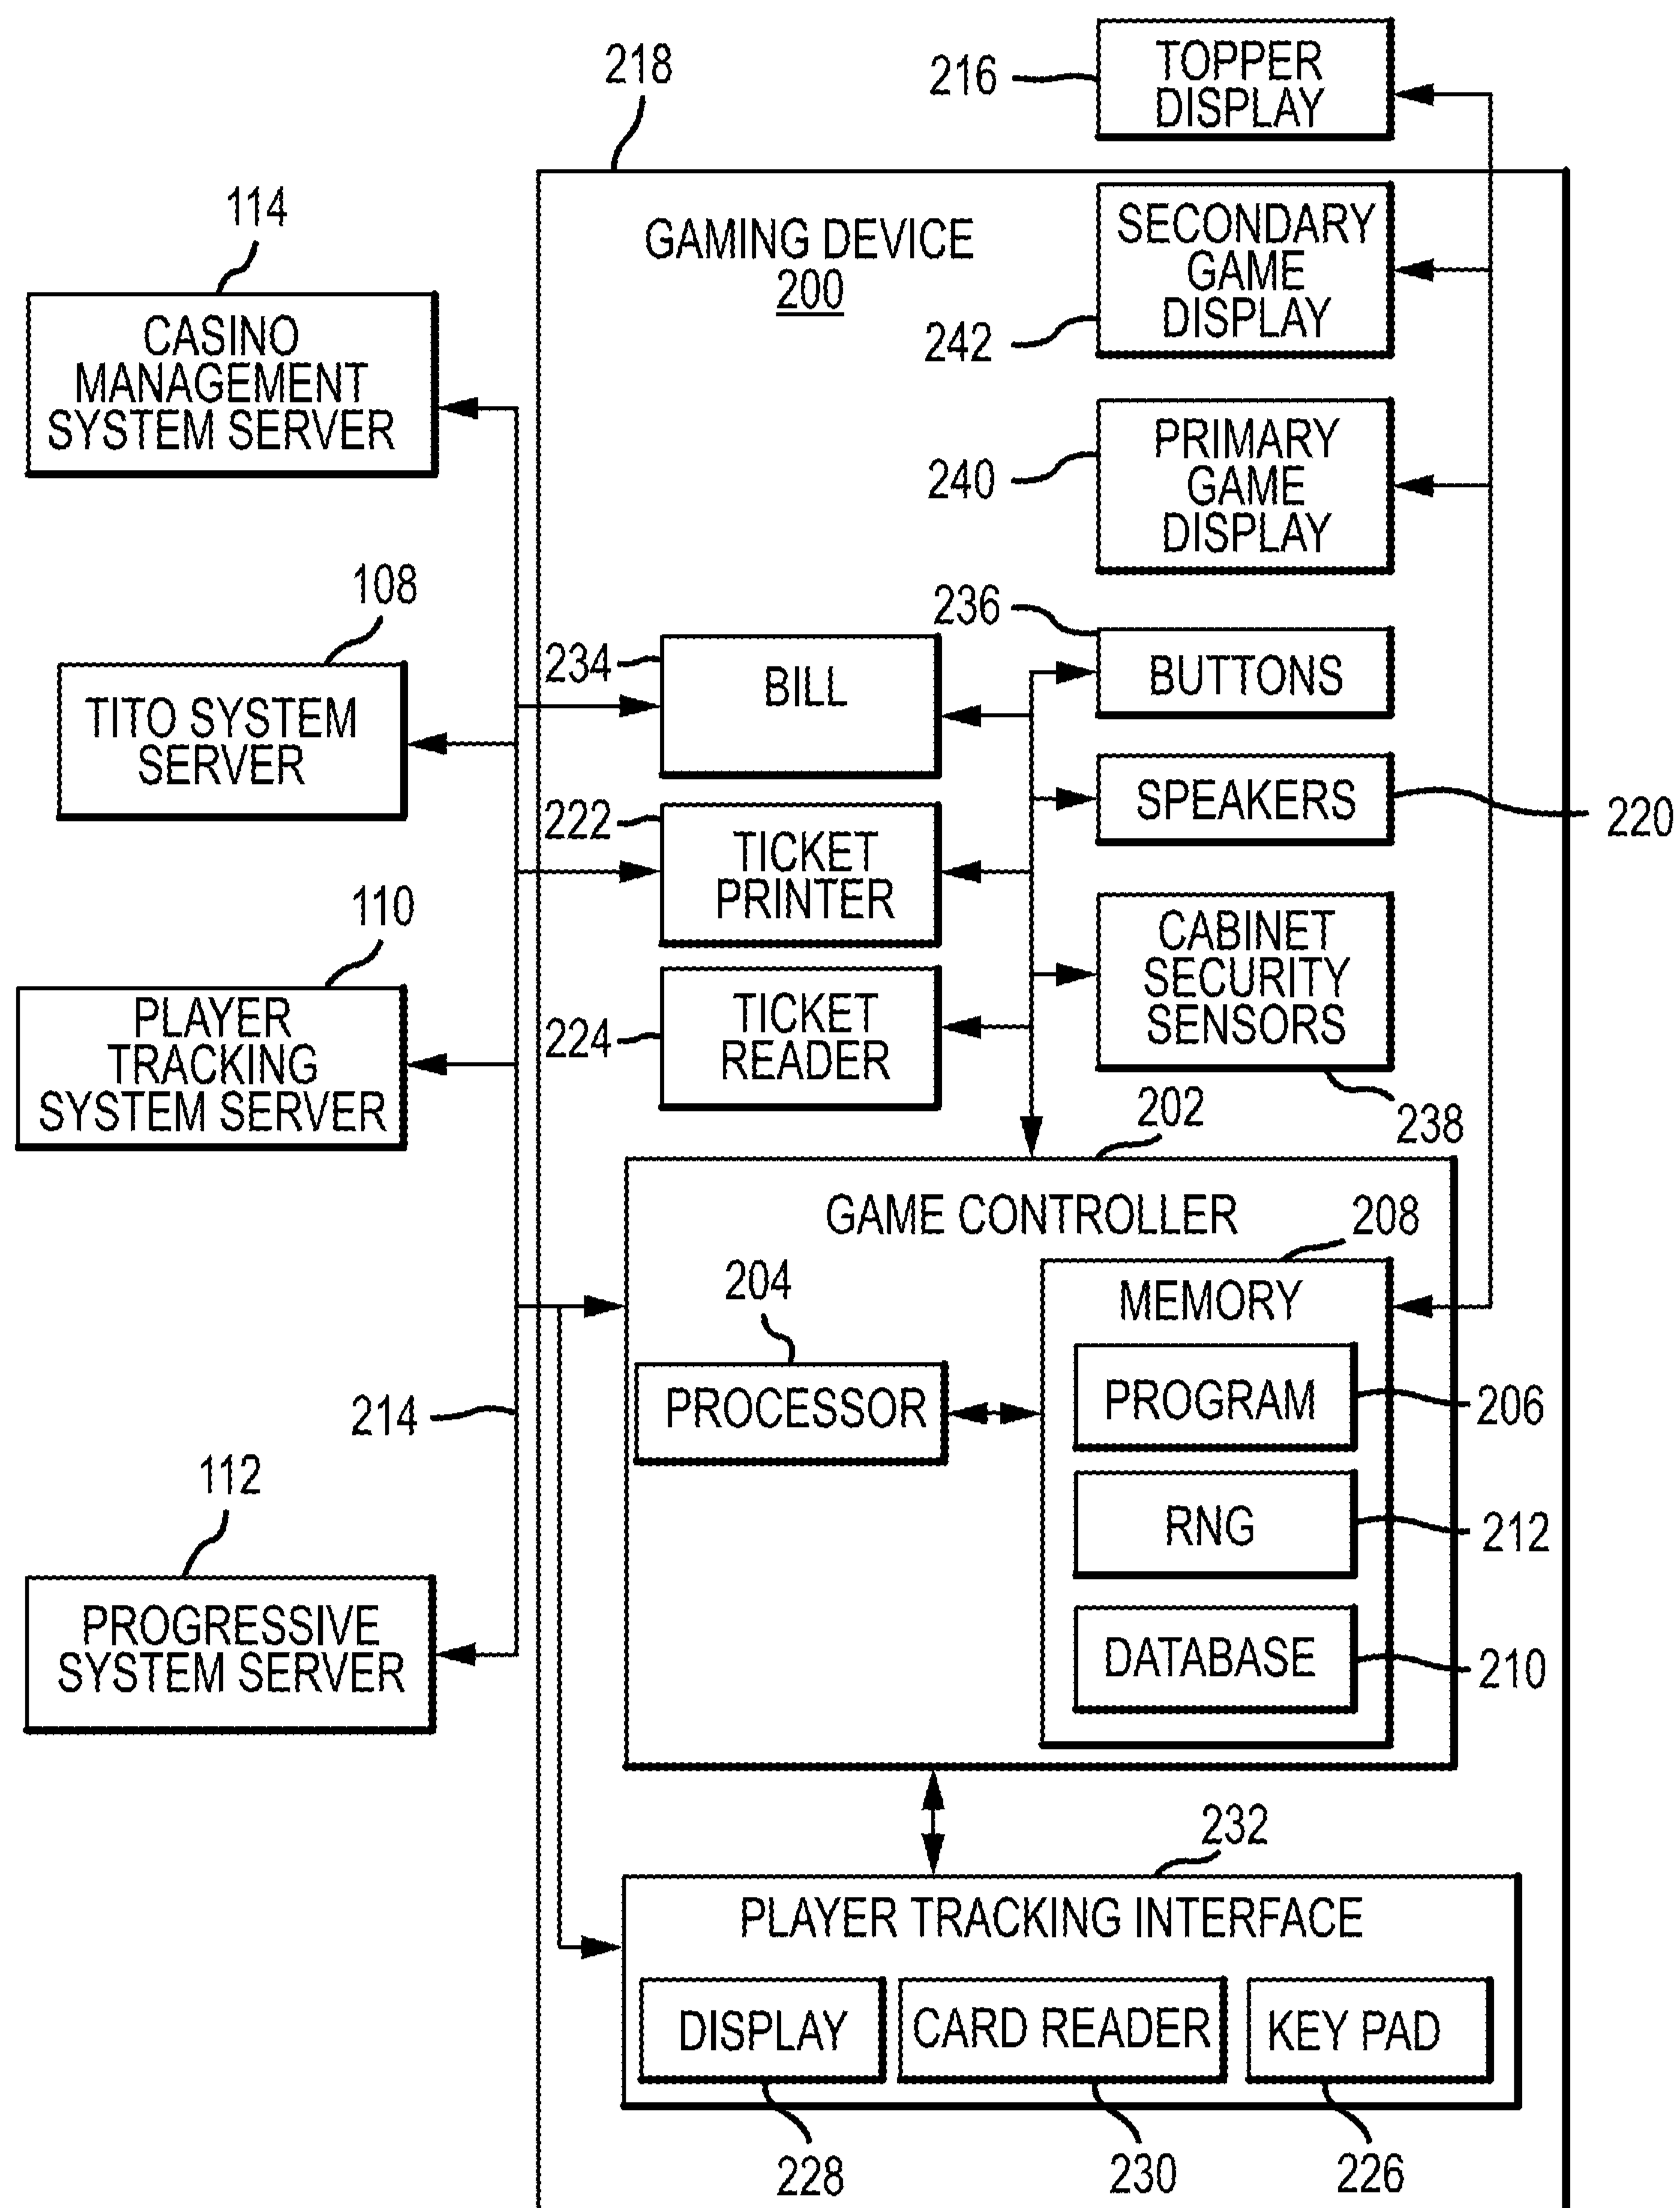 218
216
TOPPER
DISPLAY
114
GAMING DEVICE
200
SECONDARY
GAME
DISPLAY
242
CASINO
MANAGEMENT
SYSTEM SERVER
240
PRIMARY
GAME
DISPLAY
108
236
TITO SYSTEM
SERVER
234
BILL
BUTTONS
SPEAKERS
220
222
TICKET
PRINTER
110
CABINET
SECURITY
SENSORS
238
PLAYER
TRACKING
SYSTEM SERVER
224
TICKET
READER
202
GAME CONTROLLER
208
204
MEMORY
PROCESSOR
PROGRAM
206
214
RNG
212
112
DATABASE
210
PROGRESSIVE
SYSTEM SERVER
232
PLAYER TRACKING INTERFACE
DISPLAY
CARD READER
KEY PAD
228
230
226